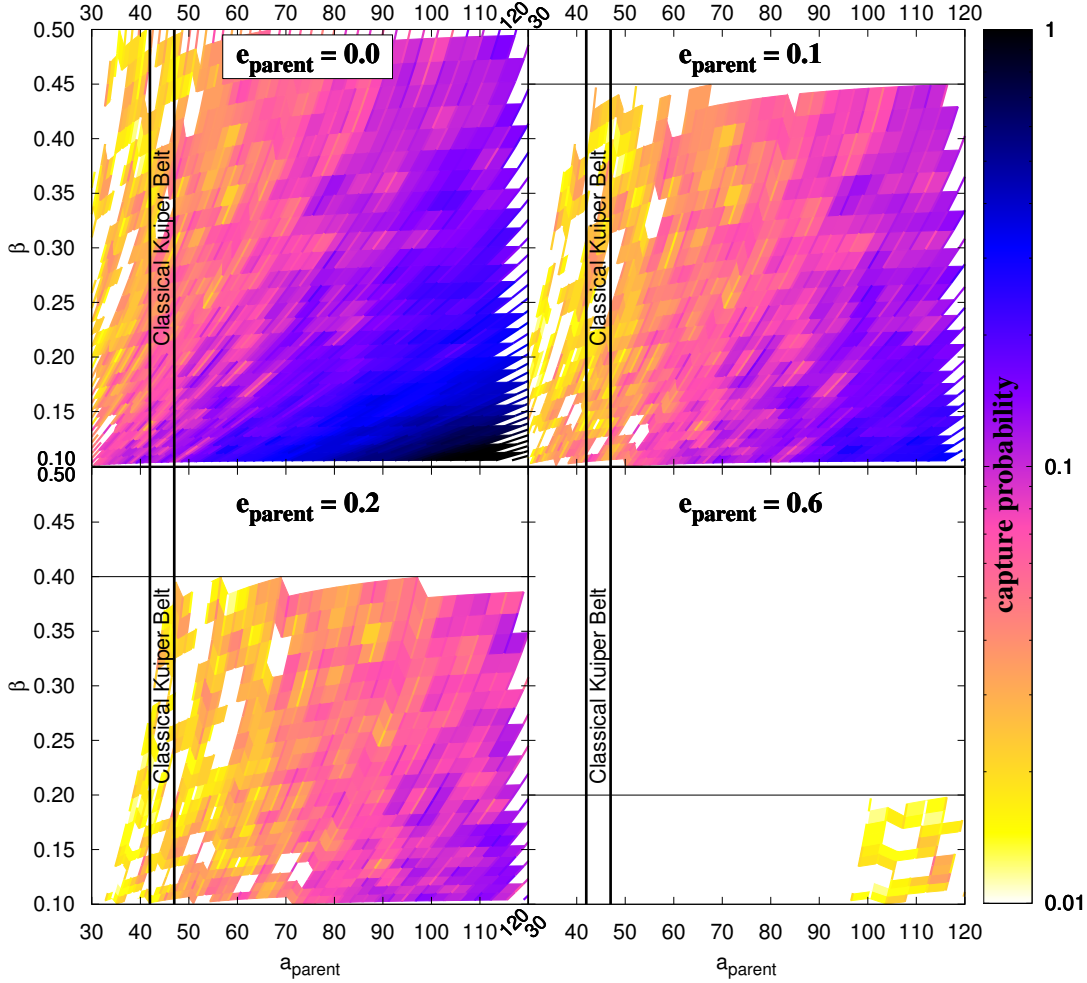 30 40 50 60 70 80 90 100 110 120
30 40 50 60 70 80 90 100 110 120
e_parent = 0.0
e_parent = 0.1
0.50
0.45
0.40
0.35
0.30
0.25
0.20
0.15
0.10
β
Classical Kuiper Belt
Classical Kuiper Belt
e_parent = 0.2
e_parent = 0.6
0.50
0.45
0.40
0.35
0.30
0.25
0.20
0.15
0.10
β
Classical Kuiper Belt
Classical Kuiper Belt
30 40 50 60 70 80 90 100 110 120
30 40 50 60 70 80 90 100 110 120
a_parent
a_parent
1
0.1
0.01
capture probability